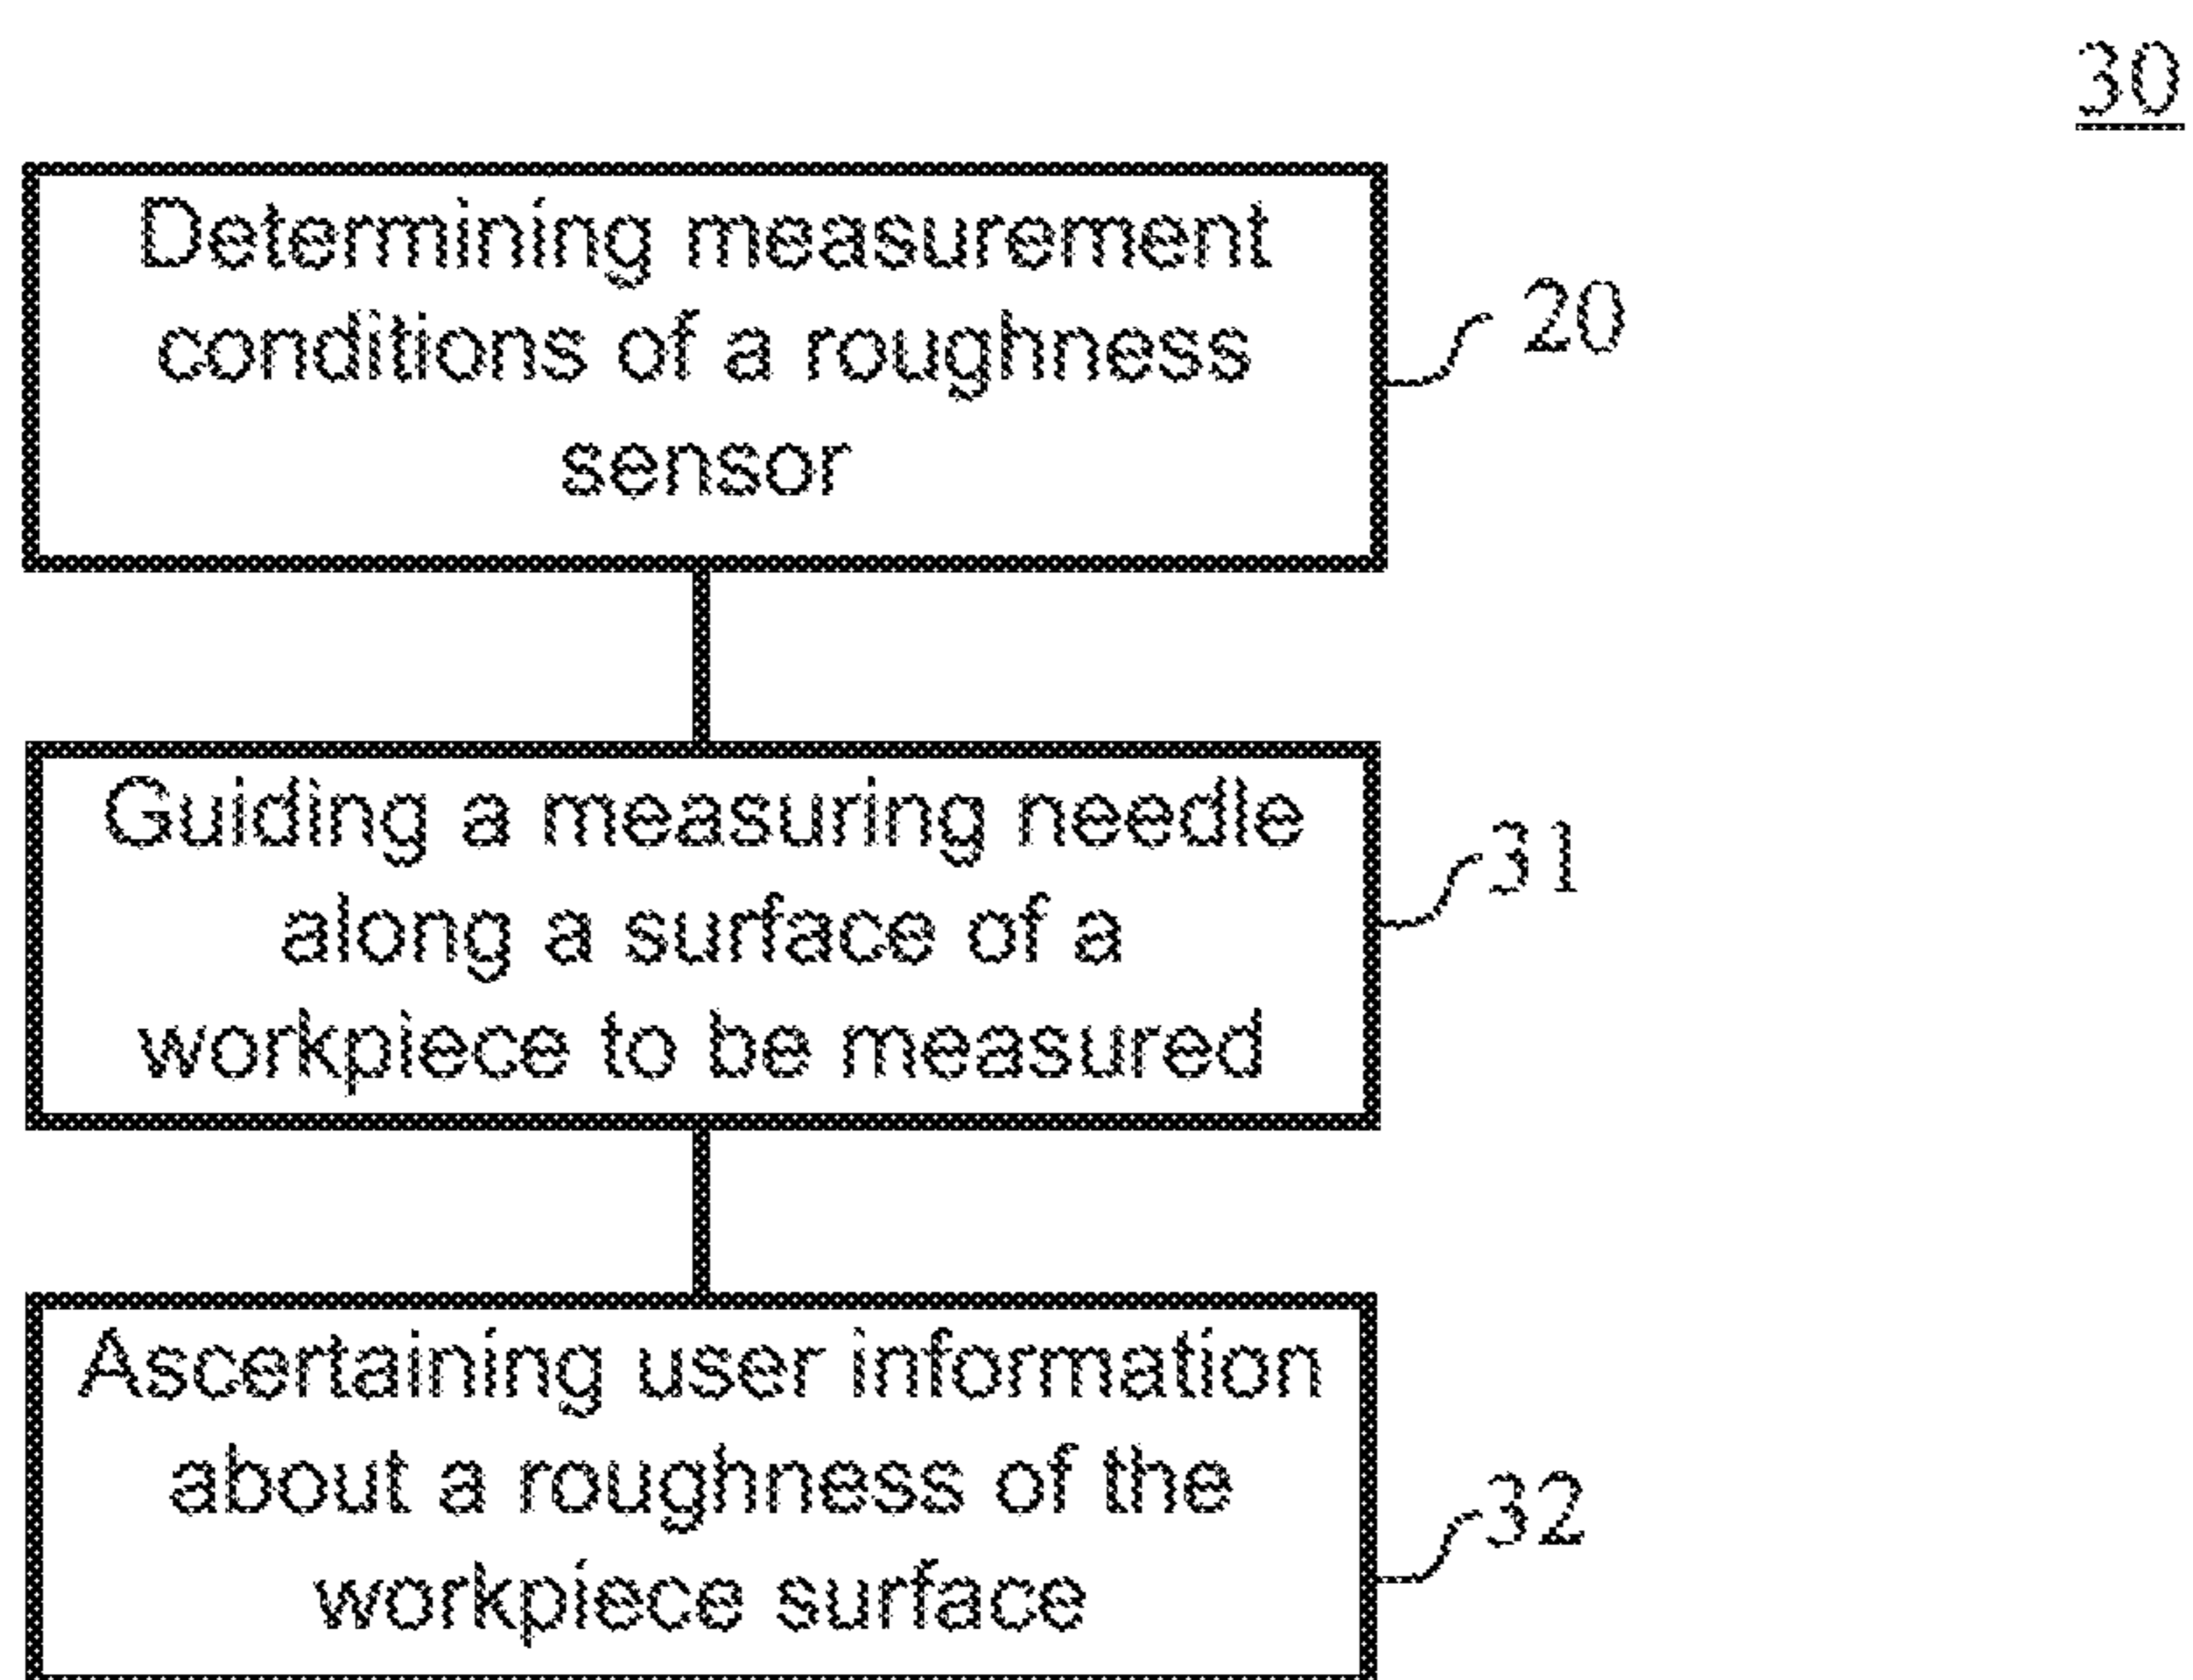 30
Determining measurement
conditions of a roughness
sensor
20
Guiding a measuring needle
along a surface of a
workpiece to be measured
31
Ascertaining user information
about a roughness of the
workpiece surface
32